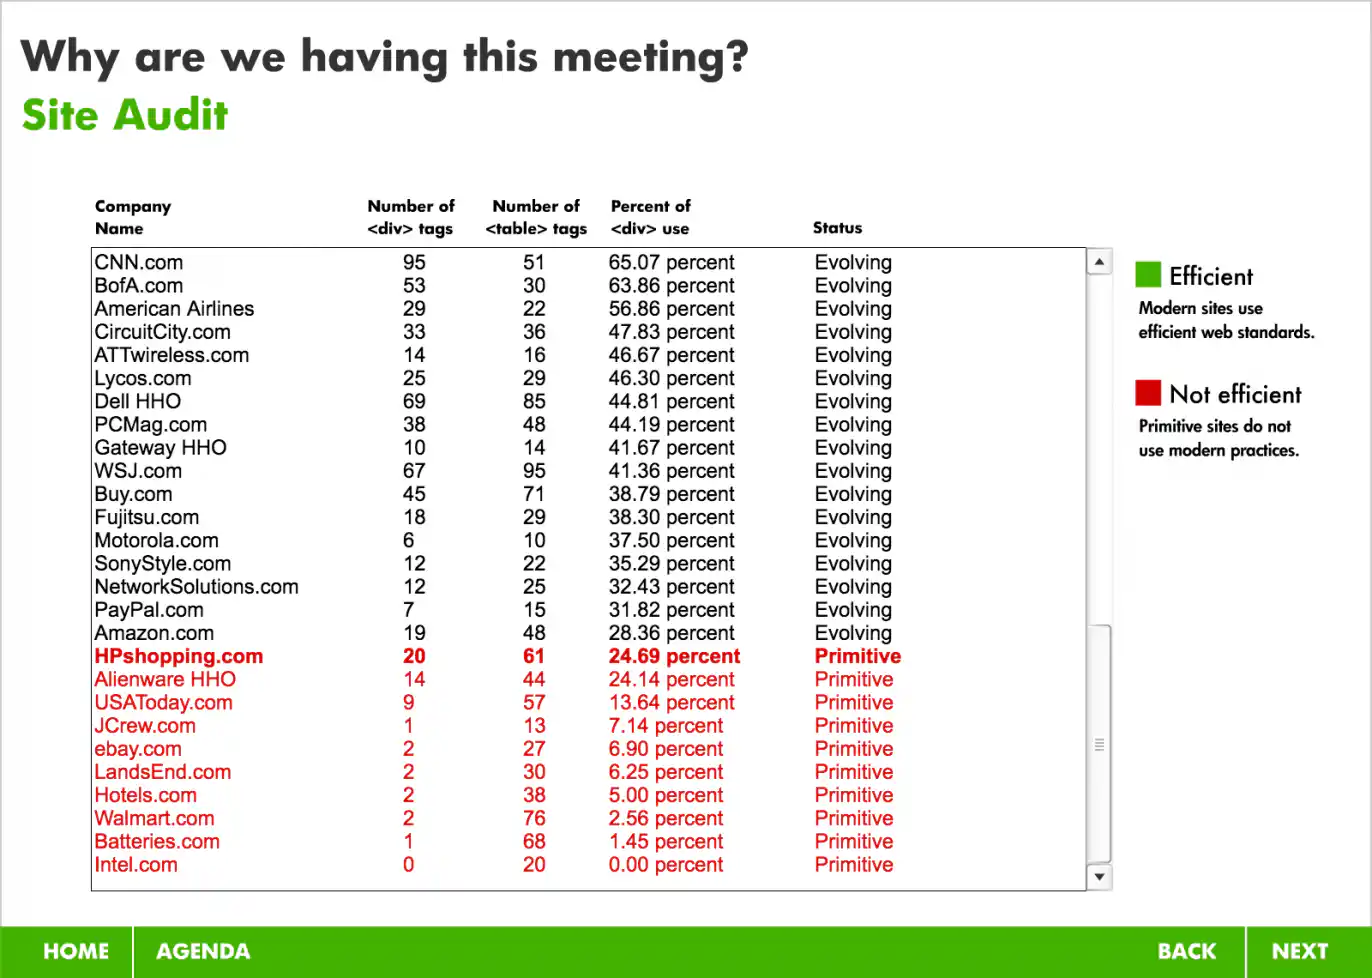 Why are we having this meeting?
Site Audit
Company Name Number of <div> tags Number of <table> tags Percent of <div> use Status
CNN.com 95 51 65.07 percent Evolving
BofA.com 53 30 63.86 percent Evolving
American Airlines 29 22 56.86 percent Evolving
CircuitCity.com 33 36 47.83 percent Evolving
ATTwireless.com 14 16 46.67 percent Evolving
Lycos.com 25 29 46.30 percent Evolving
Dell HHO 69 85 44.81 percent Evolving
PCMag.com 38 48 44.19 percent Evolving
Gateway HHO 10 14 41.67 percent Evolving
WSJ.com 67 95 41.36 percent Evolving
Buy.com 45 71 38.79 percent Evolving
Fujitsu.com 18 29 38.30 percent Evolving
Motorola.com 6 10 37.50 percent Evolving
SonyStyle.com 12 22 35.29 percent Evolving
NetworkSolutions.com 12 25 32.43 percent Evolving
PayPal.com 7 15 31.82 percent Evolving
Amazon.com 19 48 28.36 percent Evolving
HPshopping.com 20 61 24.69 percent Primitive
Alienware HHO 14 44 24.14 percent Primitive
USAToday.com 9 57 13.64 percent Primitive
JCrew.com 1 13 7.14 percent Primitive
ebay.com 2 27 6.90 percent Primitive
LandsEnd.com 2 30 6.25 percent Primitive
Hotels.com 2 38 5.00 percent Primitive
Walmart.com 2 76 2.56 percent Primitive
Batteries.com 1 68 1.45 percent Primitive
Intel.com 0 20 0.00 percent Primitive
Efficient
Modern sites use
efficient web standards.
Not efficient
Primitive sites do not
use modern practices.
HOME AGENDA BACK NEXT